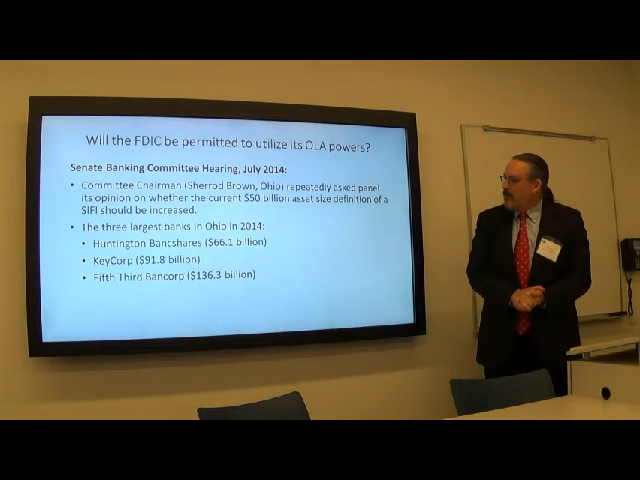 Will the FDIC be permitted to utilize its OLA powers?
Senate Banking Committee Hearing, July 2014:
• Committee Chairman (Sherrod Brown, Ohio) repeatedly asked panel
its opinion on whether the current $50 billion asset size definition of a
SIFI should be increased.
• The three largest banks in Ohio in 2014:
• Huntington Bancshares ($66.1 billion)
• KeyCorp ($91.8 billion)
• Fifth Third Bancorp ($136.3 billion)